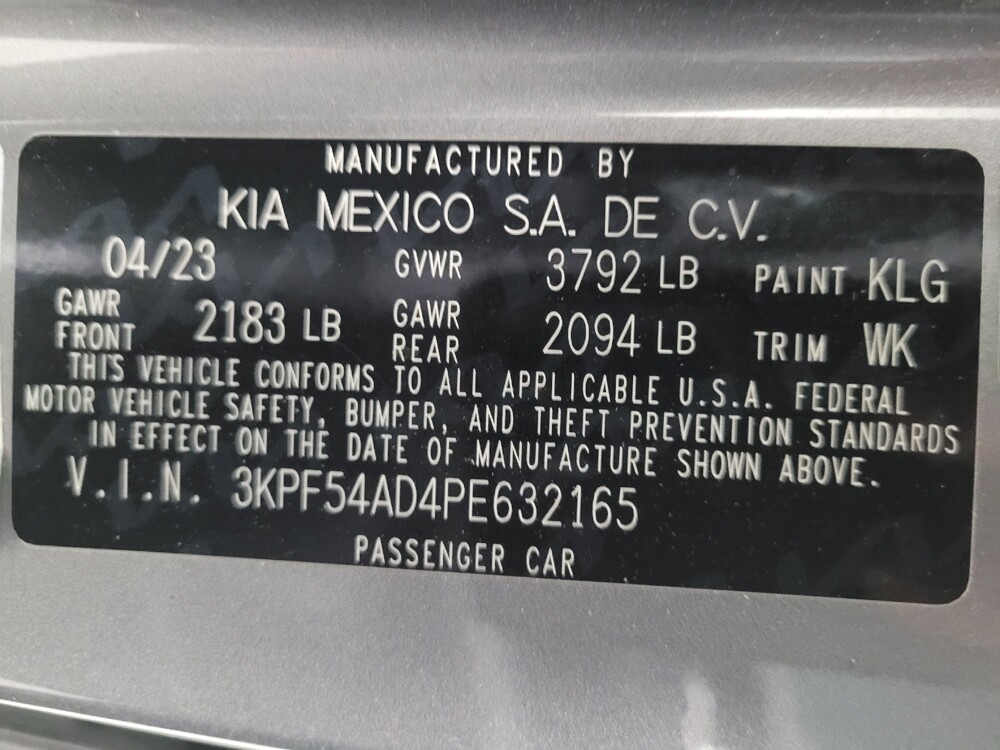 MANUFACTURED BY
KIA MEXICO S.A. DE C.V.
04/23 GVWR 3792 LB PAINT KLG
GAWR FRONT 2183 LB GAWR REAR 2094 LB TRIM WK
THIS VEHICLE CONFORMS TO ALL APPLICABLE U.S.A. FEDERAL
MOTOR VEHICLE SAFETY, BUMPER, AND THEFT PREVENTION STANDARDS
IN EFFECT ON THE DATE OF MANUFACTURE SHOWN ABOVE.
V.I.N. 3KPF54AD4PE632165
PASSENGER CAR